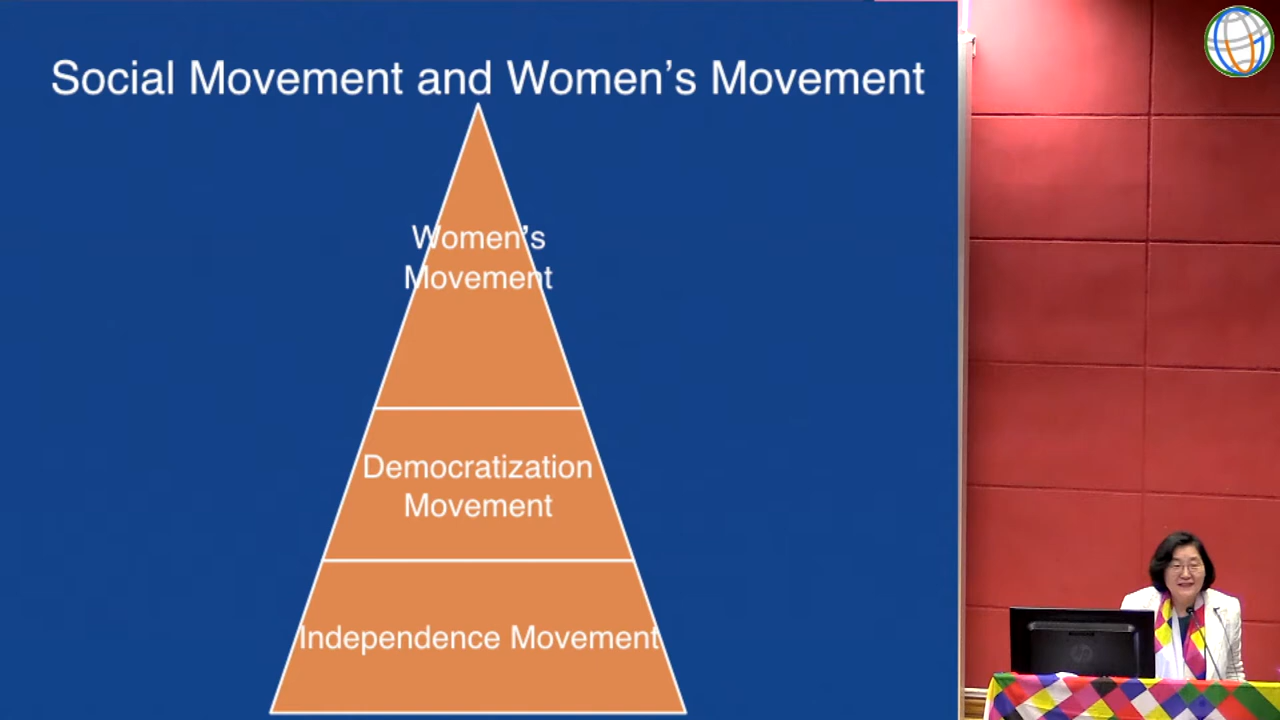 Social Movement and Women’s Movement
Women’s
Movement
Democratization
Movement
Independence Movement